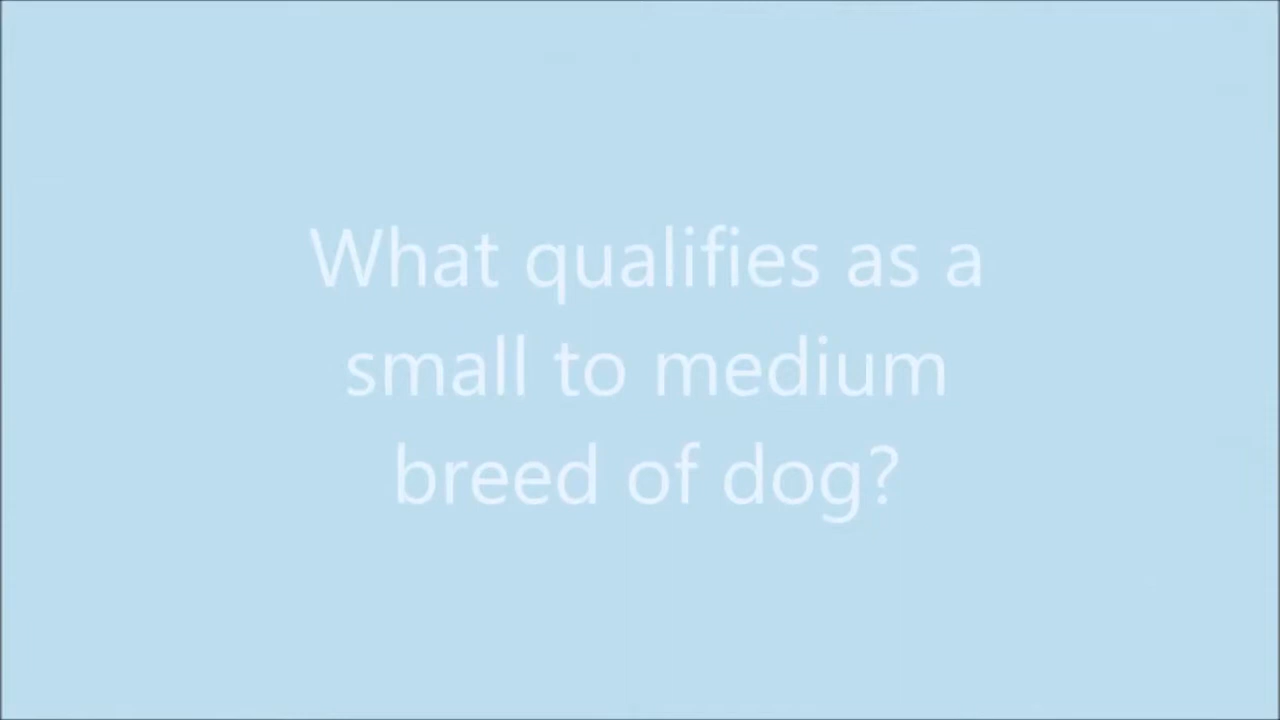 What qualifies as a
small to medium
breed of dog?